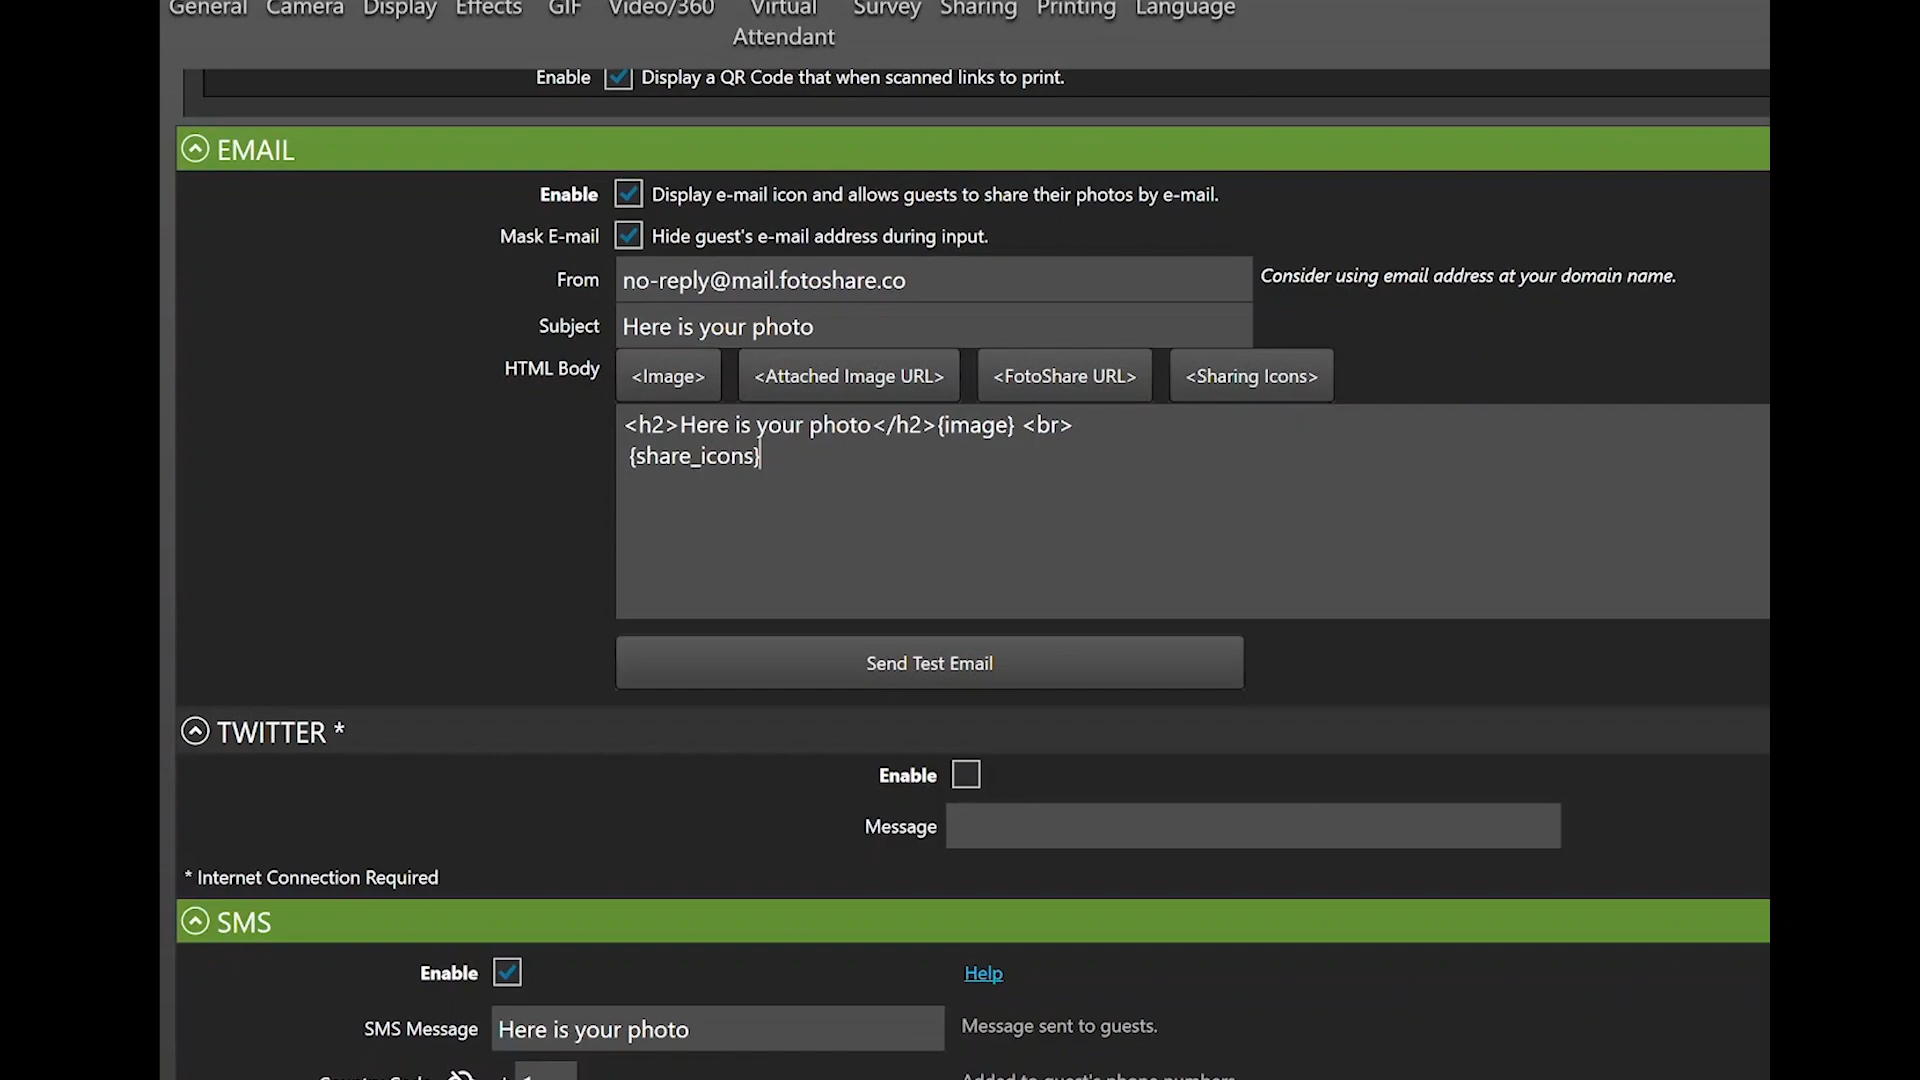 General Camera Display Effects GIF Video/360 Virtual Attendant Survey Sharing Printing Language
Enable Display a QR Code that when scanned links to print.
EMAIL
Enable Display e-mail icon and allows guests to share their photos by e-mail.
Mask E-mail Hide guest's e-mail address during input.
From no-reply@mail.fotoshare.co Consider using email address at your domain name.
Subject Here is your photo
HTML Body <Image> <Attached Image URL> <FotoShare URL> <Sharing Icons>
<h2>Here is your photo</h2>{image} <br>
{share_icons}
Send Test Email
TWITTER *
Enable
Message
* Internet Connection Required
SMS
Enable Help
SMS Message Here is your photo Message sent to guests.
Added to guest's phone numbers